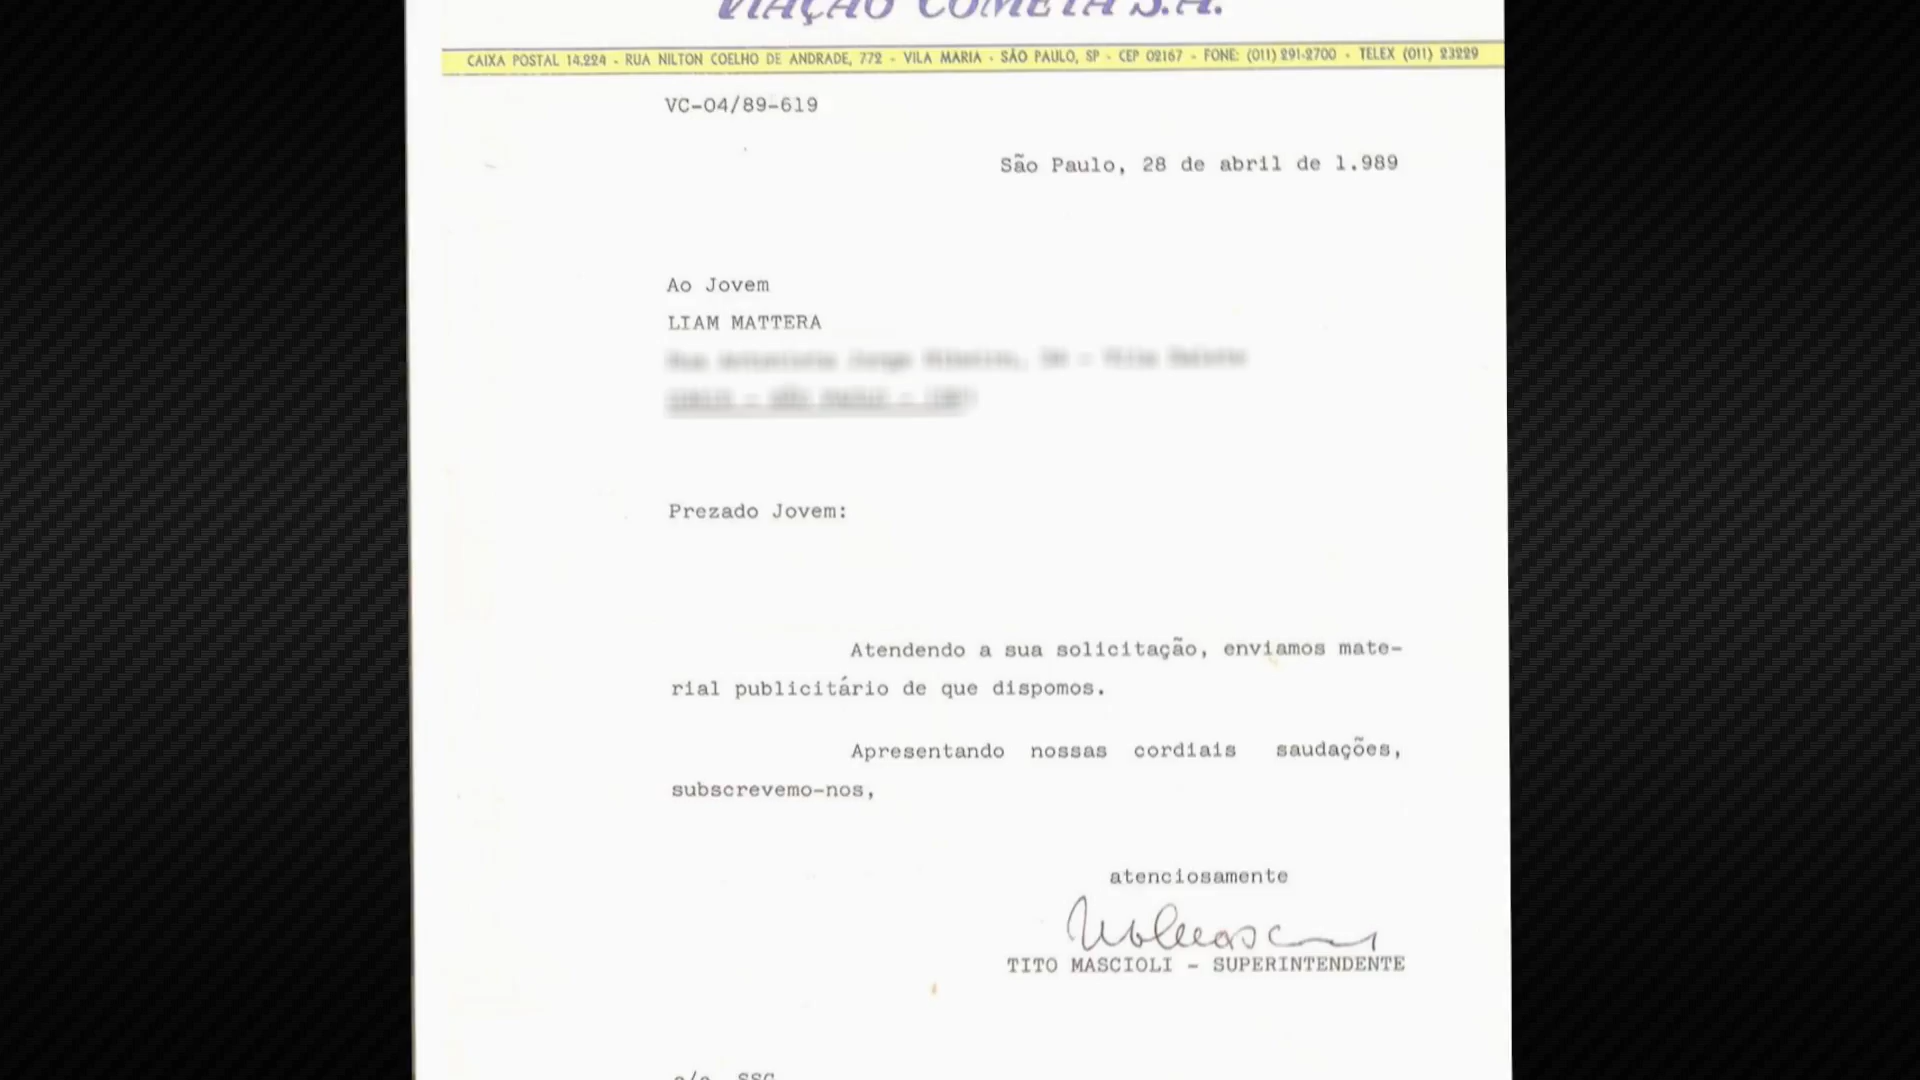 VIAÇÃO COMETA S.A.
CAIXA POSTAL 14.224 - RUA NILTON COELHO DE ANDRADE, 772 - VILA MARIA - SÃO PAULO, SP - CEP 02167 - FONE: (011) 291-2700 - TELEX (011) 23229
VC-04/89-619
São Paulo, 28 de abril de 1.989
Ao Jovem
LIAM MATTERA
Prezado Jovem:
Atendendo a sua solicitação, enviamos mate-
rial publicitário de que dispomos.
Apresentando nossas cordiais saudações,
subscrevemo-nos,
atenciosamente
TITO MASCIOLI - SUPERINTENDENTE